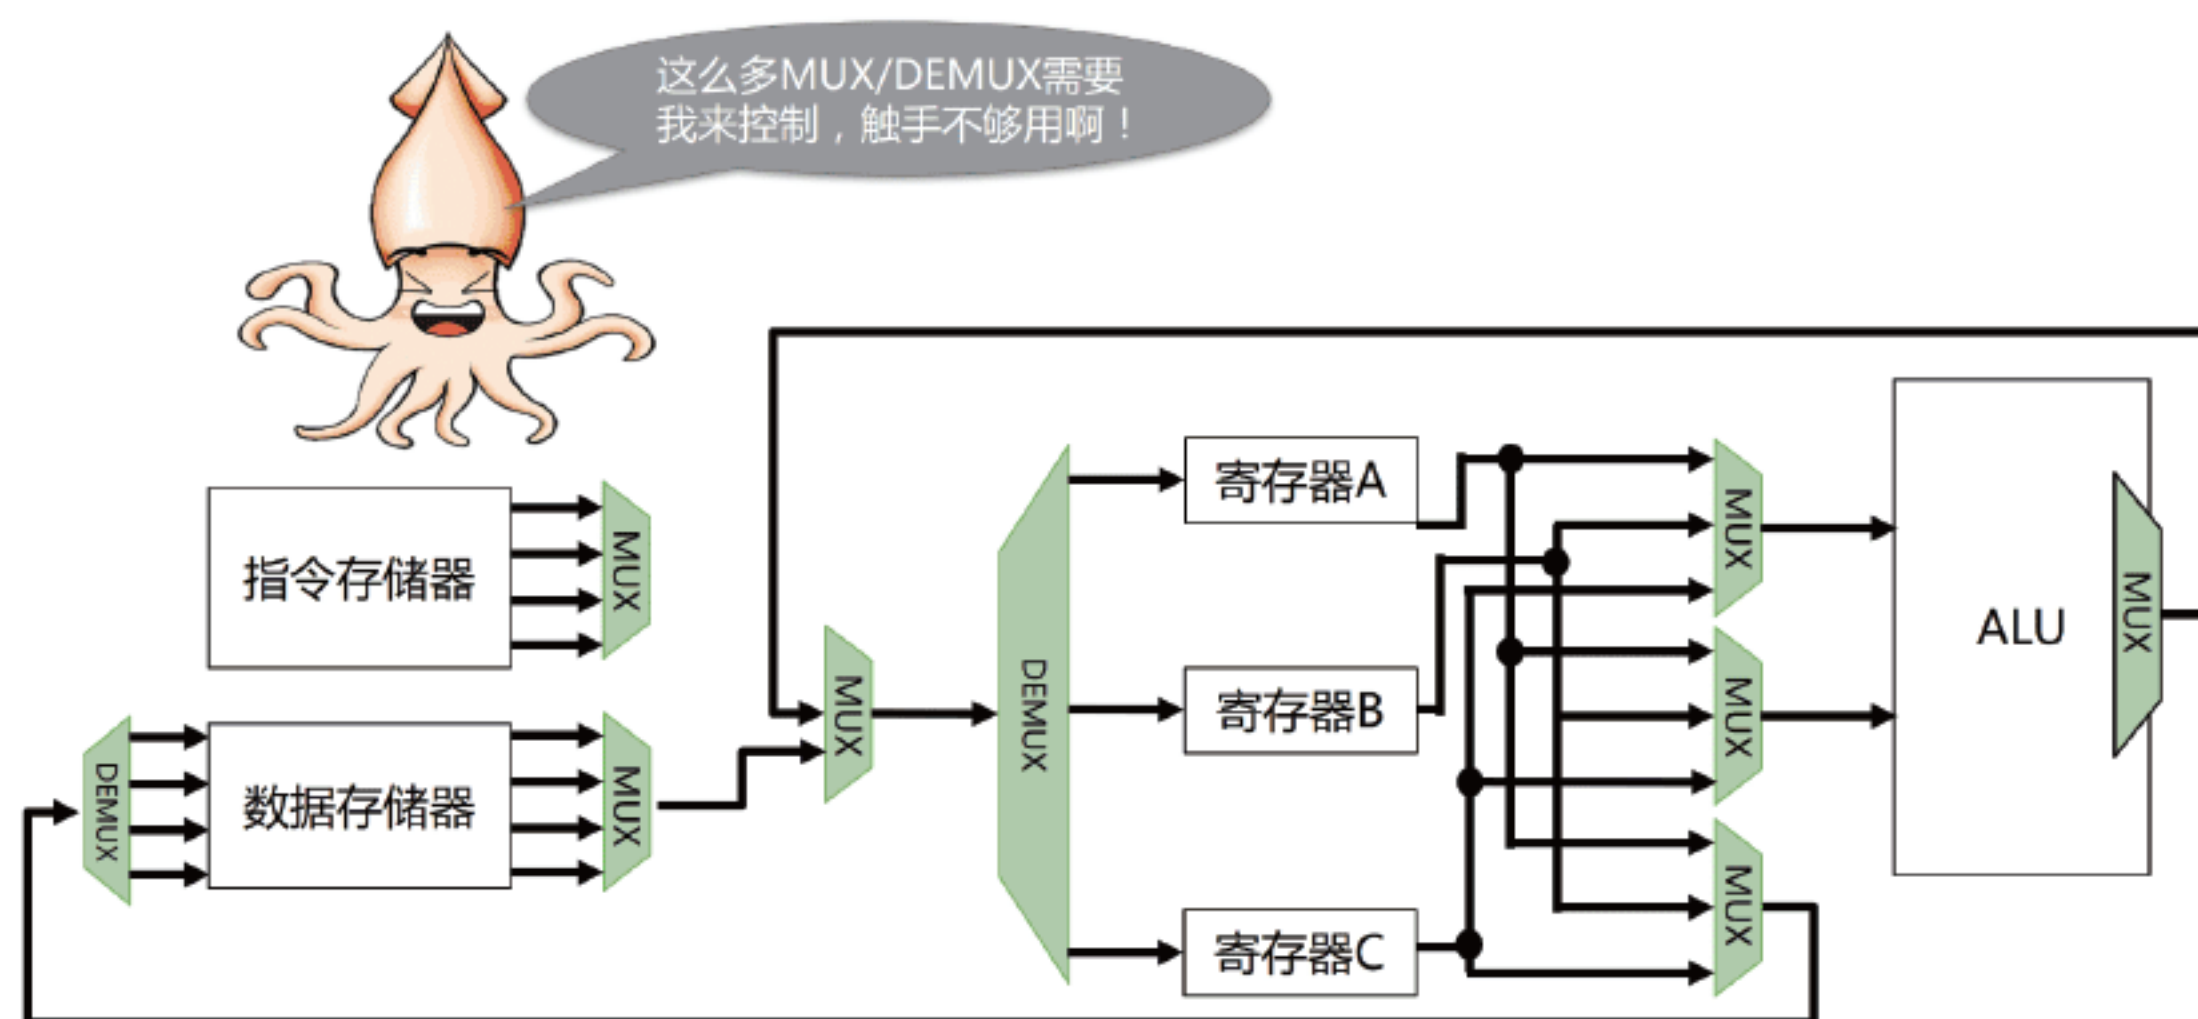 这么多MUX/DEMUX需要
我来控制，触手不够用啊！
指令存储器
MUX
DEMUX
数据存储器
MUX
MUX
DEMUX
寄存器A
寄存器B
寄存器C
MUX
MUX
MUX
ALU
MUX